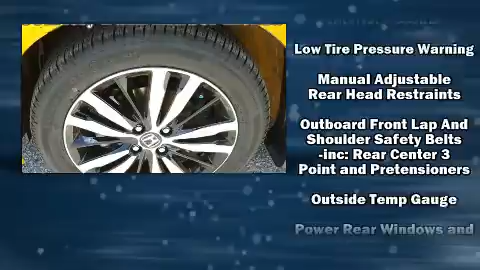 Low Tire Pressure Warning
Manual Adjustable
Rear Head Restraints
Outboard Front Lap And
Shoulder Safety Belts
-inc: Rear Center 3
Point and Pretensioners
Outside Temp Gauge
Power Rear Windows and